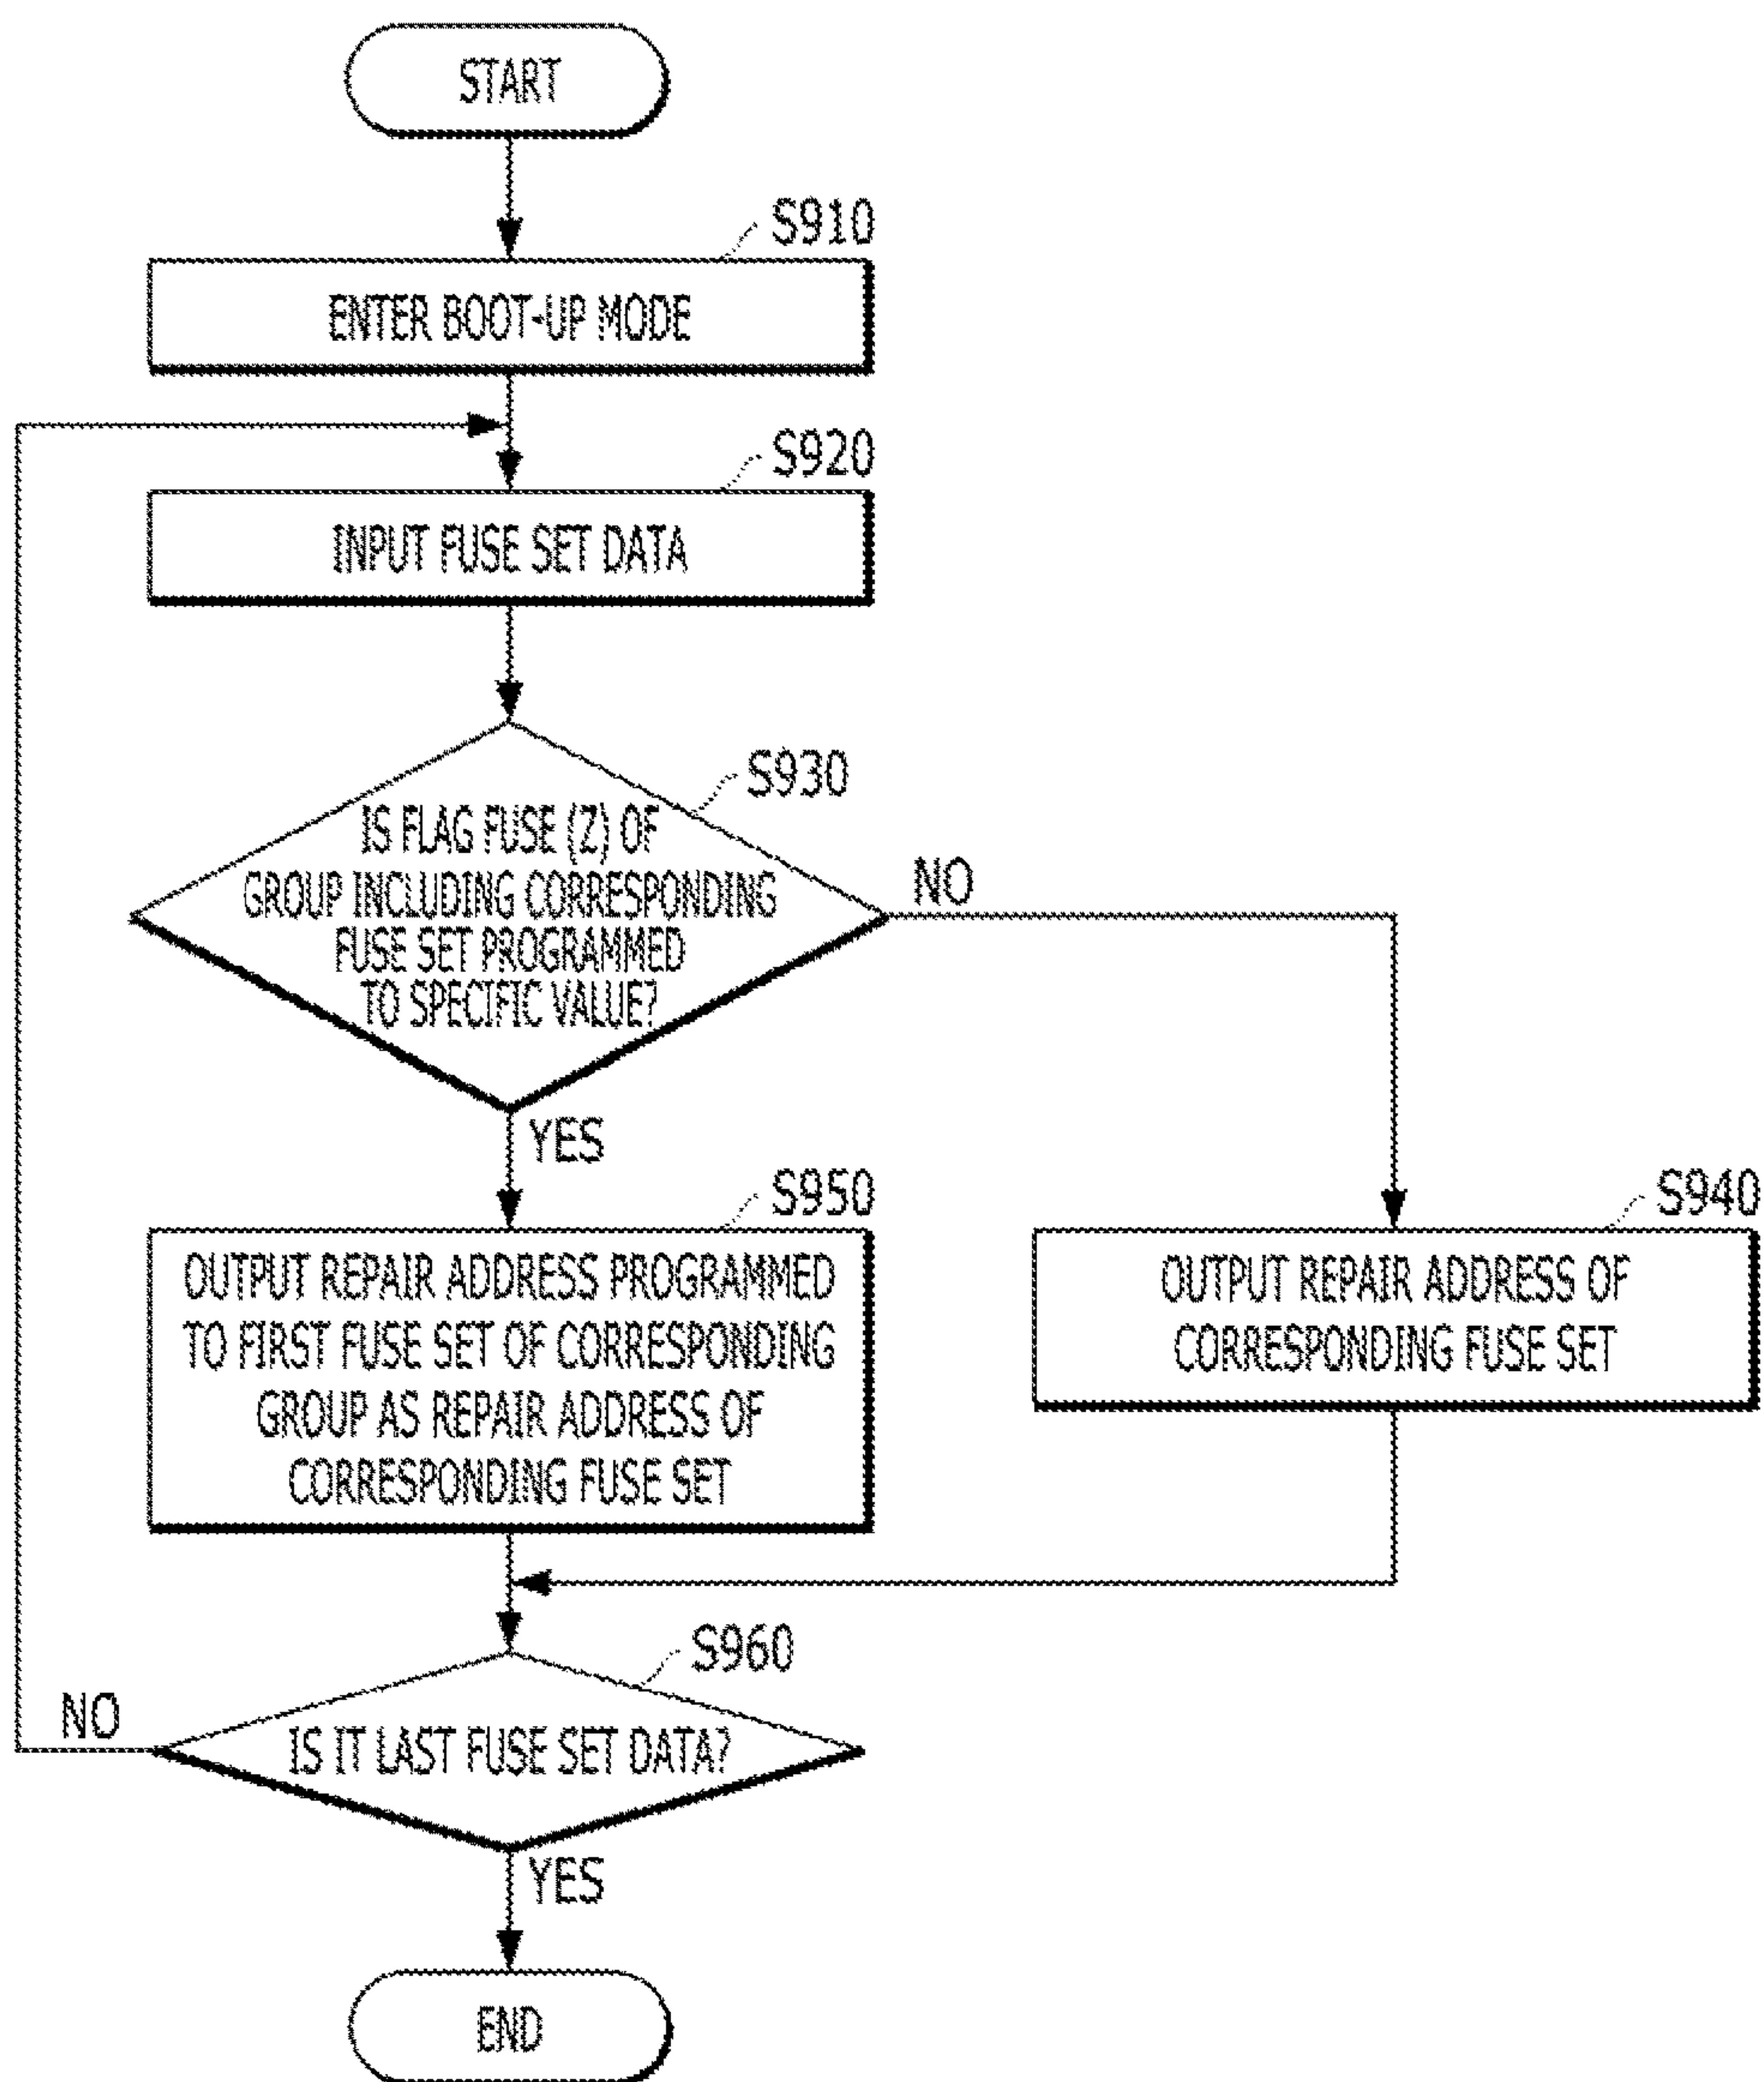 START
S910
ENTER BOOT-UP MODE
S920
INPUT FUSE SET DATA
S930
IS FLAG FUSE (Z) OF
GROUP INCLUDING CORRESPONDING
FUSE SET PROGRAMMED
TO SPECIFIC VALUE?
NO
YES
S950
OUTPUT REPAIR ADDRESS PROGRAMMED
TO FIRST FUSE SET OF CORRESPONDING
GROUP AS REPAIR ADDRESS OF
CORRESPONDING FUSE SET
S940
OUTPUT REPAIR ADDRESS OF
CORRESPONDING FUSE SET
S960
IS IT LAST FUSE SET DATA?
NO
YES
END